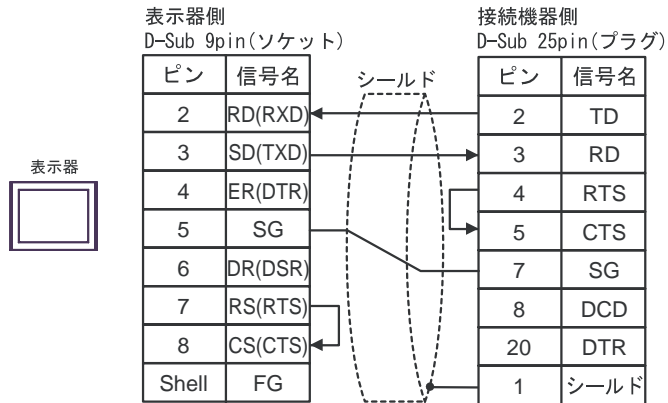 表示器側
D-Sub 9pin(ソケット)
接続機器側
D-Sub 25pin(プラグ)
表示器
シールド
ピン 信号名
2 RD(RXD)
3 SD(TXD)
4 ER(DTR)
5 SG
6 DR(DSR)
7 RS(RTS)
8 CS(CTS)
Shell FG
ピン 信号名
2 TD
3 RD
4 RTS
5 CTS
7 SG
8 DCD
20 DTR
1 シールド